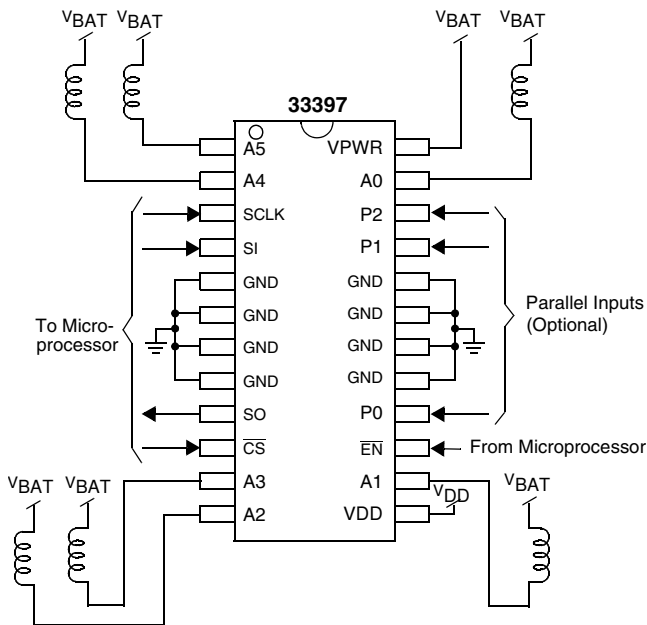 VBAT VBAT VBAT VBAT
33397
A5 VPWR
A4 A0
SCLK P2
SI P1
GND GND
GND GND
GND GND
GND GND
SO P0
CS EN
A3 A1
A2 VDD
To Micro-
processor
Parallel Inputs
(Optional)
From Microprocessor
VBAT VBAT VDD VBAT